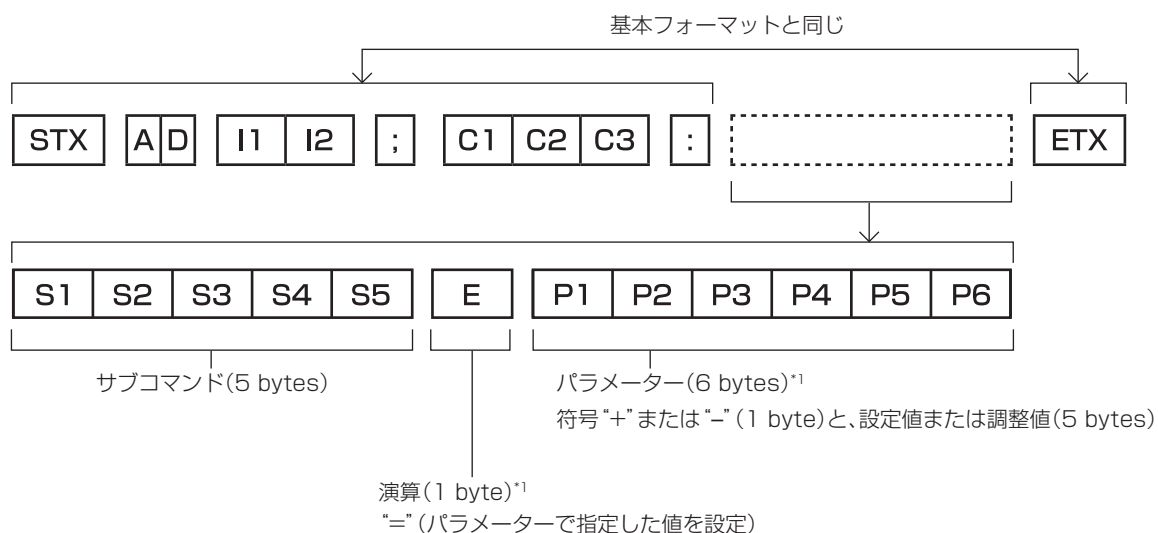 基本フォーマットと同じ
STX A D I1 I2 ; C1 C2 C3 : ETX
S1 S2 S3 S4 S5 E P1 P2 P3 P4 P5 P6
サブコマンド(5 bytes)
パラメーター(6 bytes)*1
符号“+”または“–”(1 byte)と、設定値または調整値(5 bytes)
演算(1 byte)*1
“=”(パラメーターで指定した値を設定)